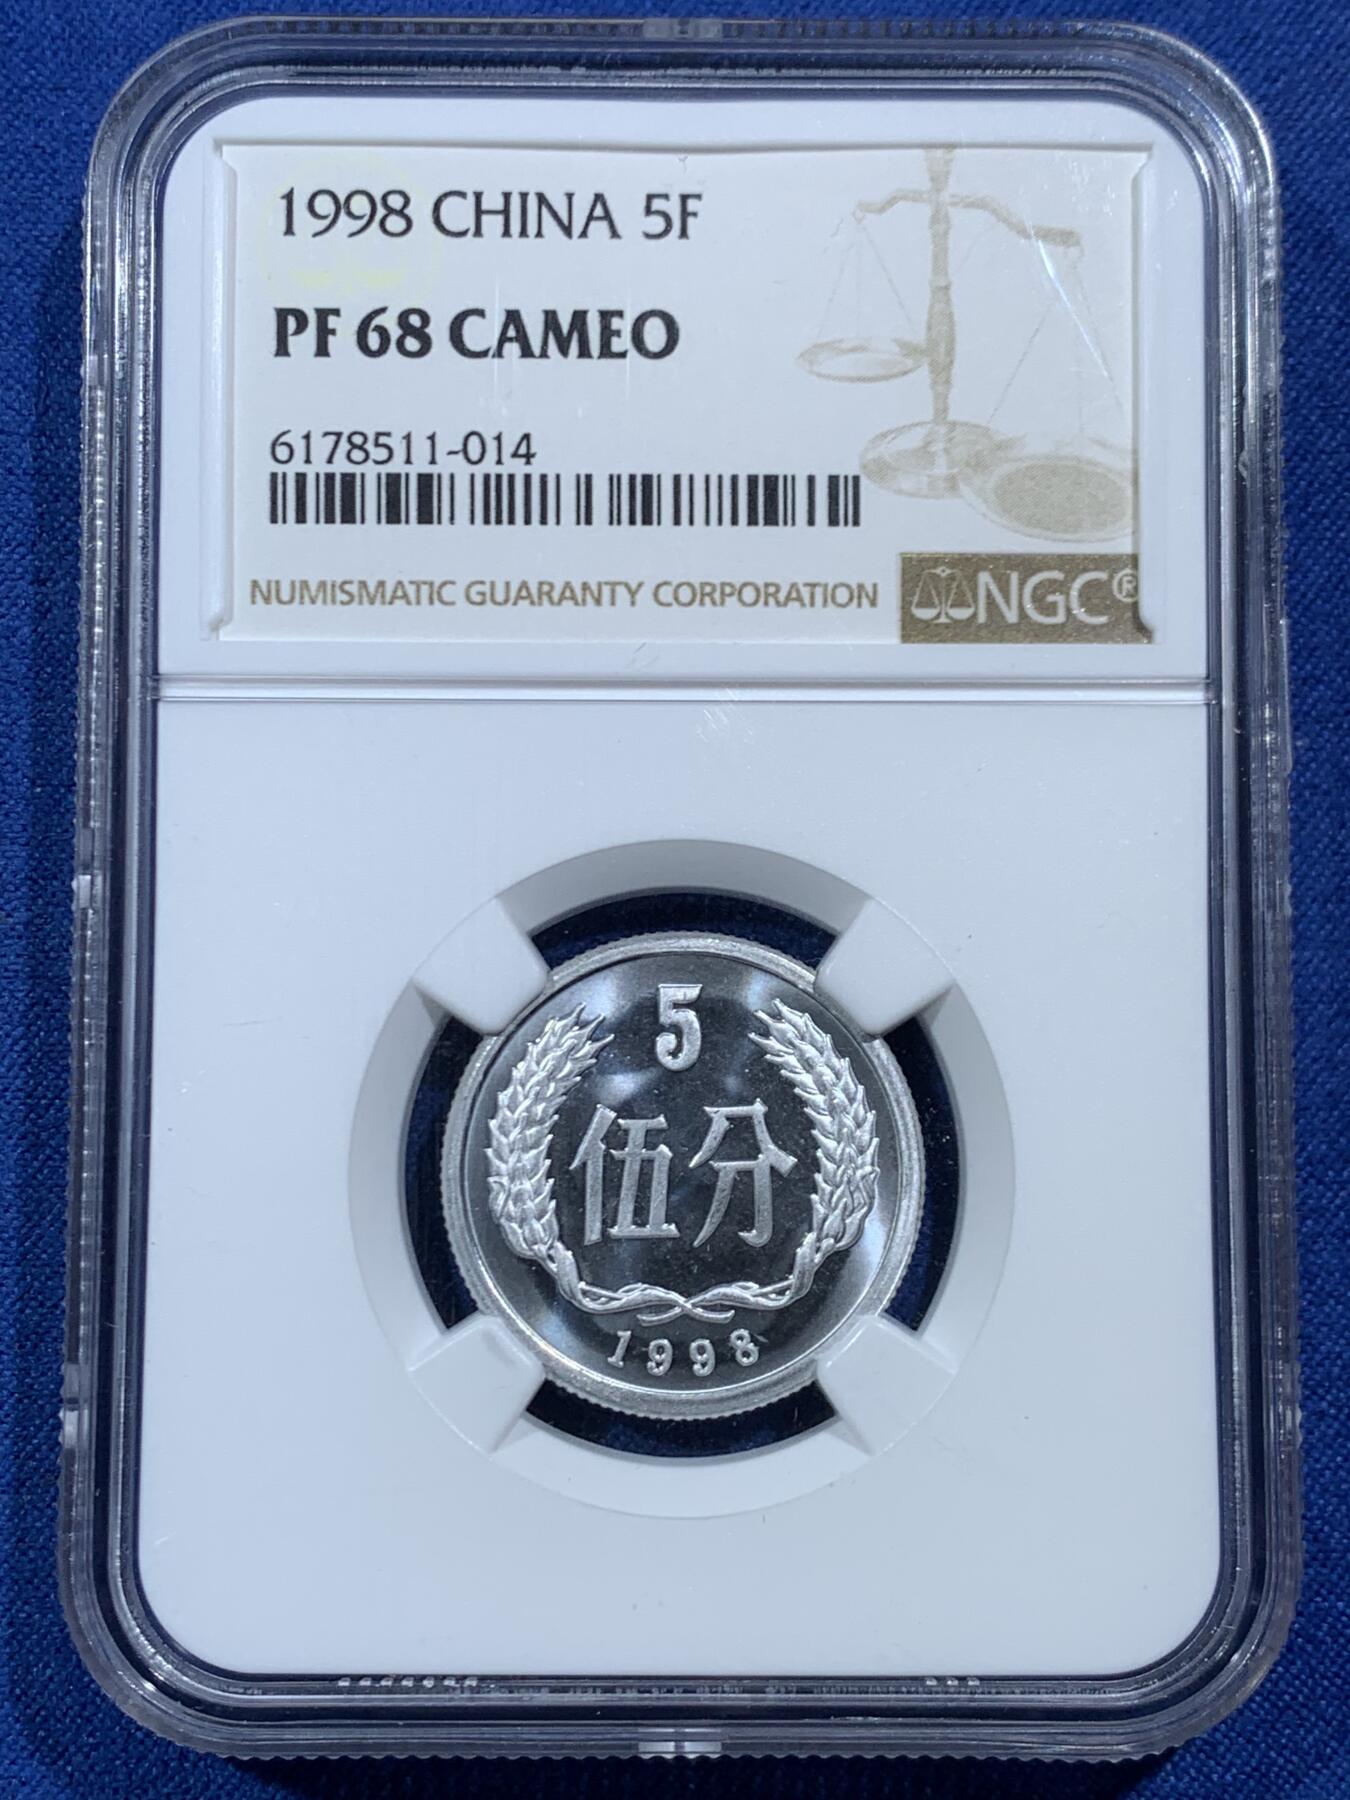 1998 CHINA 5F
PF 68 CAMEO
6178511-014
NUMISMATIC GUARANTY CORPORATION
NGC®
5
伍分
1998